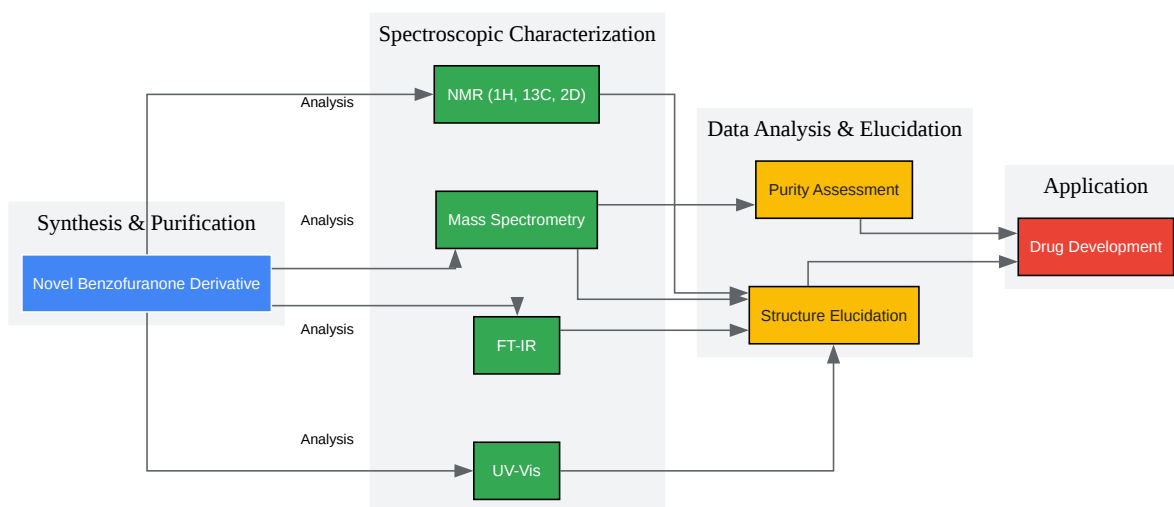 Synthesis & Purification
Novel Benzofuranone Derivative
Analysis
Analysis
Analysis
Analysis
Spectroscopic Characterization
NMR (1H, 13C, 2D)
Mass Spectrometry
FT-IR
UV-Vis
Data Analysis & Elucidation
Purity Assessment
Structure Elucidation
Application
Drug Development